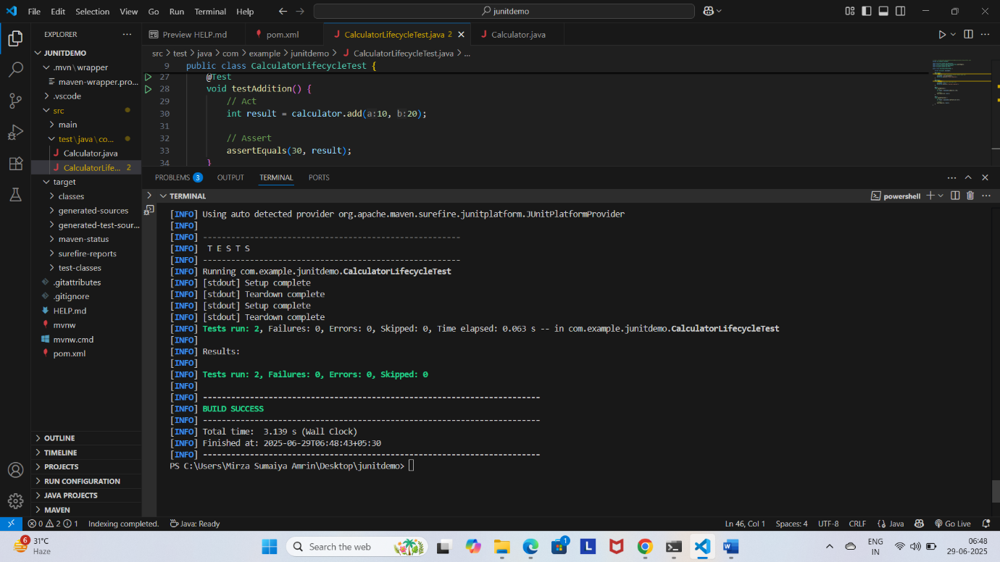 File Edit Selection View Go Run Terminal Help junitdemo
EXPLORER
JUNITDEMO
.mvn\wrapper
maven-wrapper.pro...
.vscode
src
main
test\java\co...
Calculator.java
CalculatorLife... 2
target
classes
generated-sources
generated-test-sour...
maven-status
surefire-reports
test-classes
.gitattributes
.gitignore
HELP.md
mvnw
mvnw.cmd
pom.xml
OUTLINE
TIMELINE
PROJECTS
RUN CONFIGURATION
JAVA PROJECTS
MAVEN
Preview HELP.md pom.xml CalculatorLifecycleTest.java 2 Calculator.java
src > test > java > com > example > junitdemo > CalculatorLifecycleTest.java > ...
9 public class CalculatorLifecycleTest {
27 @Test
28 void testAddition() {
29 // Act
30 int result = calculator.add(a:10, b:20);
31
32 // Assert
33 assertEquals(30, result);
34 }
PROBLEMS 3 OUTPUT TERMINAL PORTS
TERMINAL powershell
[INFO] Using auto detected provider org.apache.maven.surefire.junitplatform.JUnitPlatformProvider
[INFO]
[INFO] -------------------------------------------------------
[INFO]  T E S T S
[INFO] -------------------------------------------------------
[INFO] Running com.example.junitdemo.CalculatorLifecycleTest
[INFO] [stdout] Setup complete
[INFO] [stdout] Teardown complete
[INFO] [stdout] Setup complete
[INFO] [stdout] Teardown complete
[INFO] Tests run: 2, Failures: 0, Errors: 0, Skipped: 0, Time elapsed: 0.063 s -- in com.example.junitdemo.CalculatorLifecycleTest
[INFO]
[INFO] Results:
[INFO]
[INFO] Tests run: 2, Failures: 0, Errors: 0, Skipped: 0
[INFO]
[INFO] ------------------------------------------------------------------------
[INFO] BUILD SUCCESS
[INFO] ------------------------------------------------------------------------
[INFO] Total time:  3.139 s (Wall Clock)
[INFO] Finished at: 2025-06-29T06:48:43+05:30
[INFO] ------------------------------------------------------------------------
PS C:\Users\Mirza Sumaiya Amrin\Desktop\junitdemo>
0 2 1 Indexing completed. Java: Ready Ln 46, Col 1 Spaces: 4 UTF-8 CRLF {} Java Go Live
6 31°C
Haze
Search the web
1
L
W
ENG
IN
06:48
29-06-2025